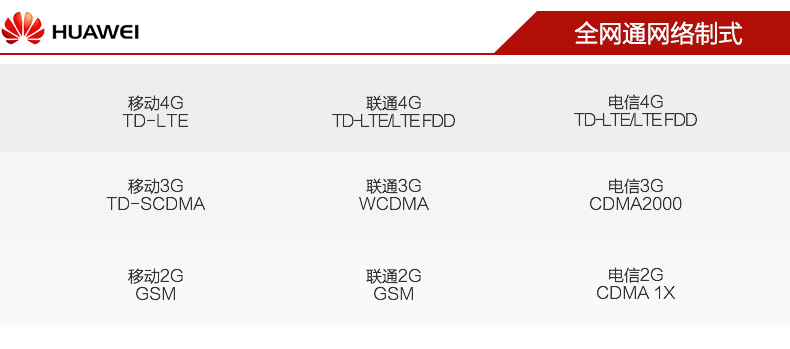 HUAWEI
全网通网络制式
移动4G
TD-LTE
联通4G
TD-LTE/LTE FDD
电信4G
TD-LTE/LTE FDD
移动3G
TD-SCDMA
联通3G
WCDMA
电信3G
CDMA2000
移动2G
GSM
联通2G
GSM
电信2G
CDMA 1X